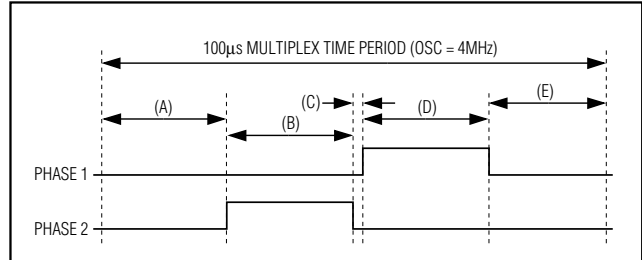 100μs MULTIPLEX TIME PERIOD (OSC = 4MHz)
(A)
(B)
(C)
(D)
(E)
PHASE 1
PHASE 2